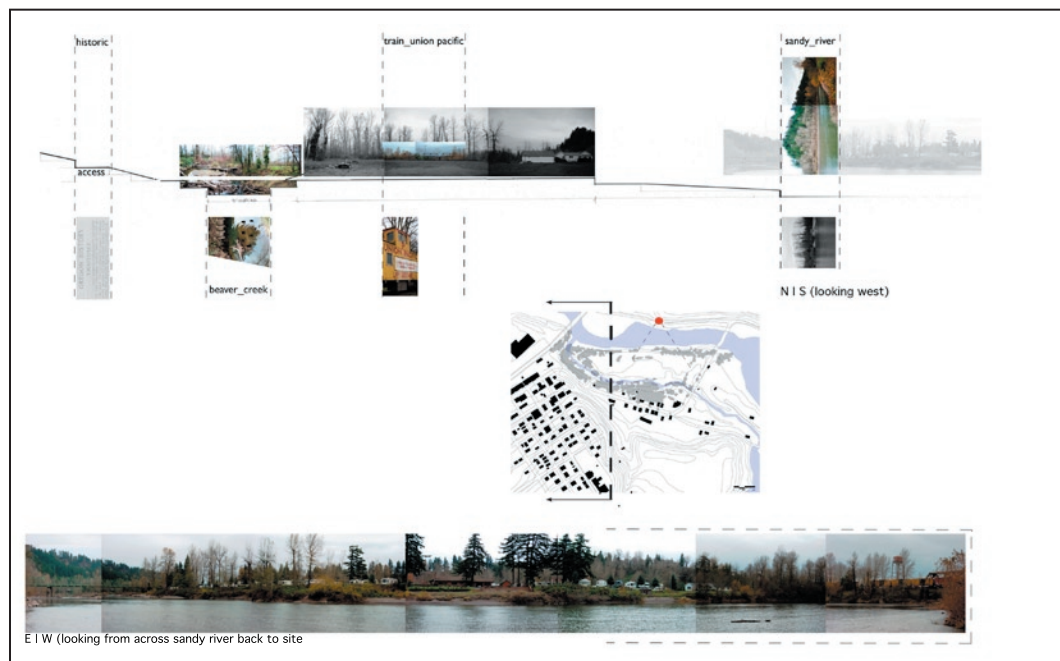 historic
train_union pacific
sandy_river
access
beaver_creek
N I S (looking west)
E I W (looking from across sandy river back to site